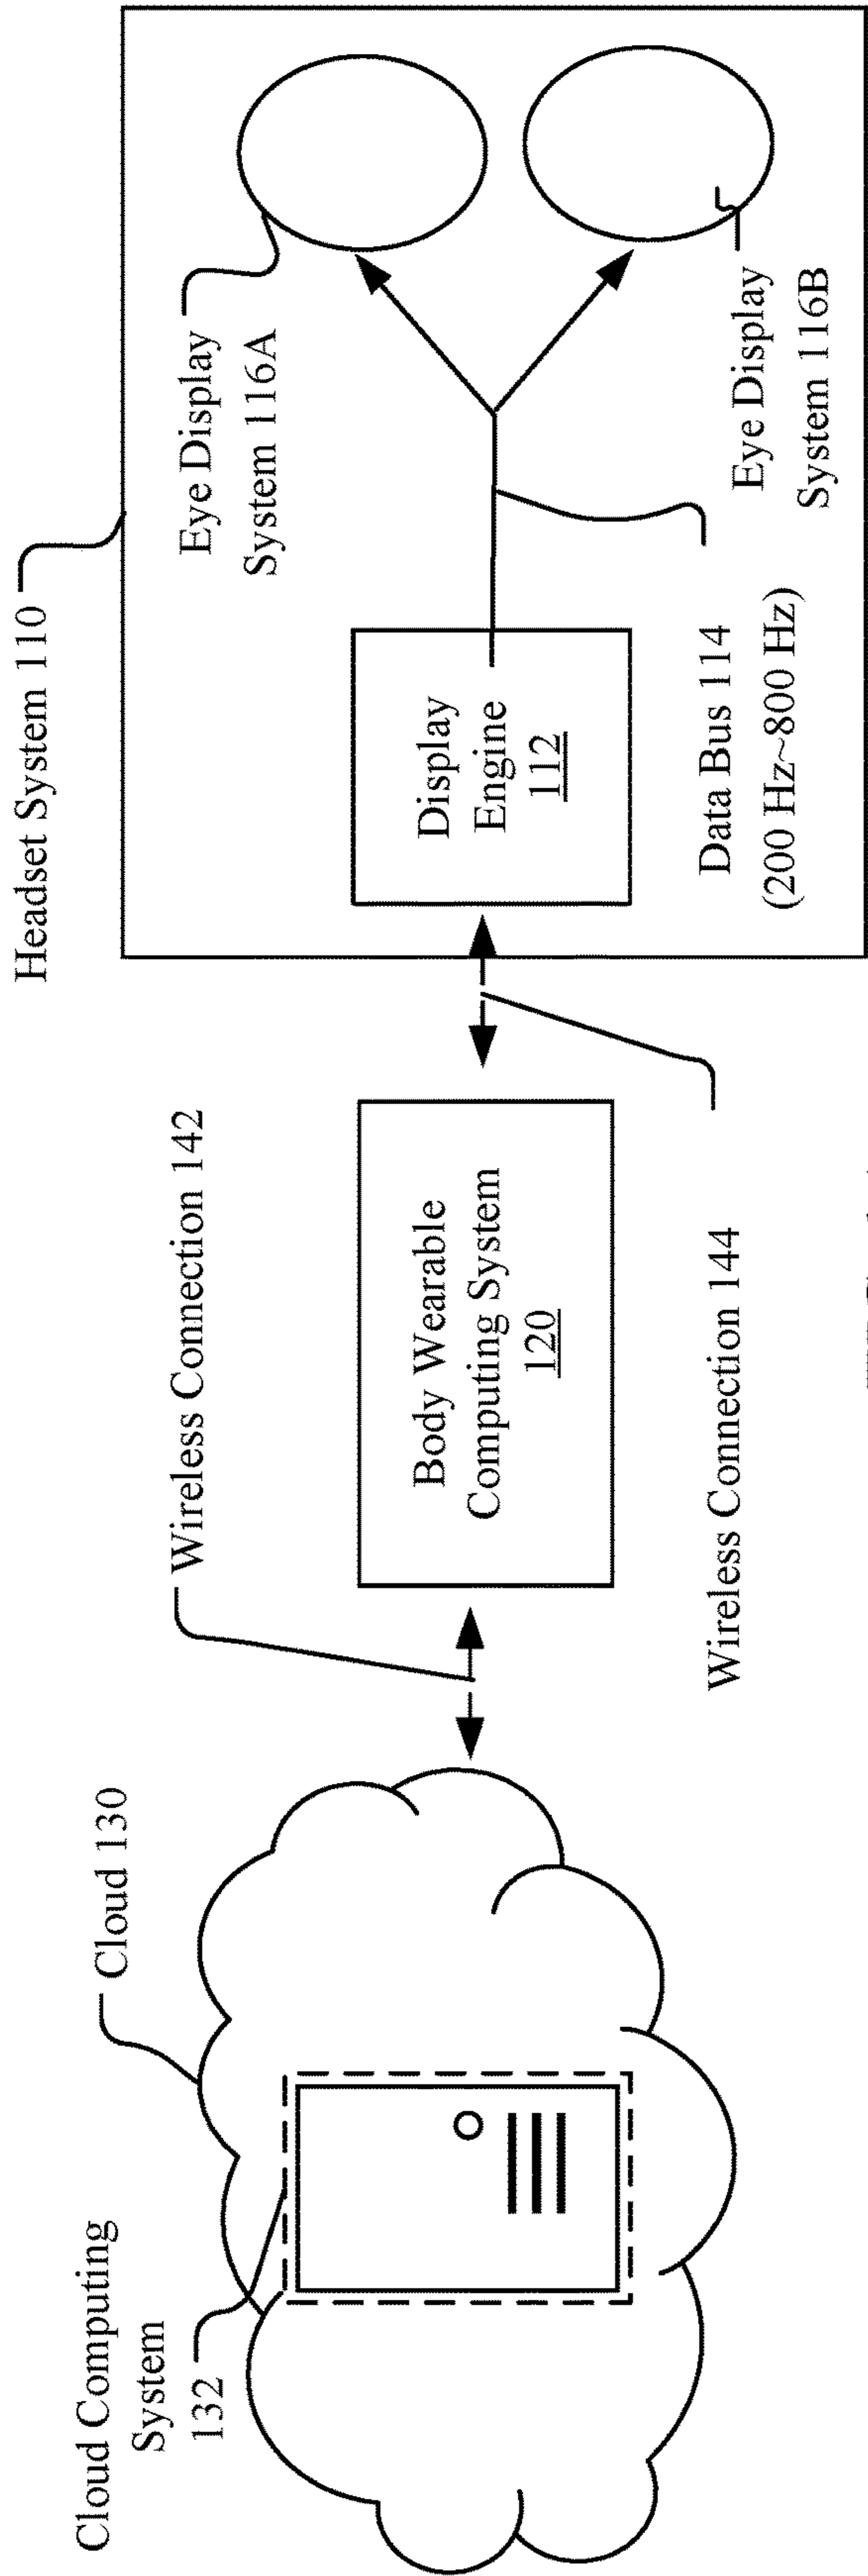 Cloud Computing
System
132
Cloud 130
Wireless Connection 142
Body Wearable
Computing System
120
Wireless Connection 144
Headset System 110
Display
Engine
112
Data Bus 114
(200 Hz~800 Hz)
Eye Display
System 116A
Eye Display
System 116B